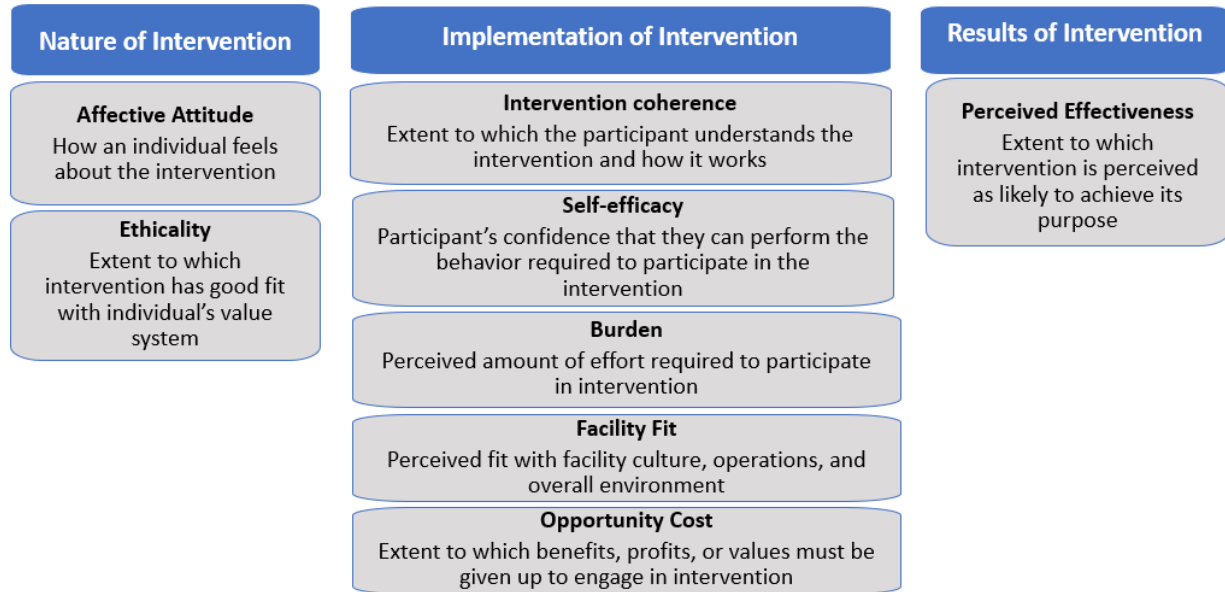 Nature of Intervention
Affective Attitude
How an individual feels
about the intervention
Ethicality
Extent to which
intervention has good fit
with individual's value
system
Implementation of Intervention
Intervention coherence
Extent to which the participant understands the
intervention and how it works
Self-efficacy
Participant's confidence that they can perform the
behavior required to participate in the
intervention
Burden
Perceived amount of effort required to participate
in intervention
Facility Fit
Perceived fit with facility culture, operations, and
overall environment
Opportunity Cost
Extent to which benefits, profits, or values must be
given up to engage in intervention
Results of Intervention
Perceived Effectiveness
Extent to which
intervention is perceived
as likely to achieve its
purpose